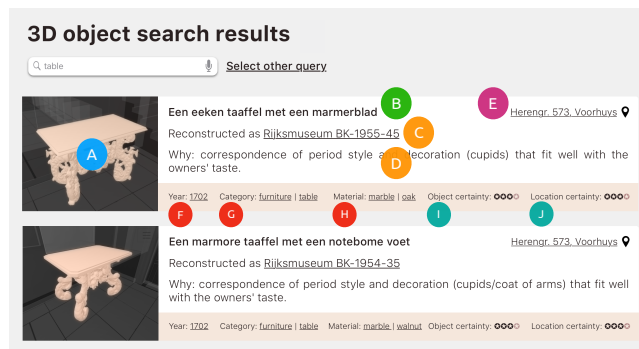 3D object search results
table
Select other query
Een eeken taaffel met een marmerblad
B
E
Herengr. 573, Voorhuys
Reconstructed as Rijksmuseum BK-1955-45
C
A
Why: correspondence of period style and decoration (cupids) that fit well with the
D
owners' taste.
Year: 1702 Category: furniture | table Material: marble | oak Object certainty: Location certainty:
F G H I J
Een marmore taaffel met een notebome voet
Herengr. 573, Voorhuys
Reconstructed as Rijksmuseum BK-1954-35
Why: correspondence of period style and decoration (cupids/coat of arms) that fit well
with the owners' taste.
Year: 1702 Category: furniture | table Material: marble | walnut Object certainty: Location certainty: